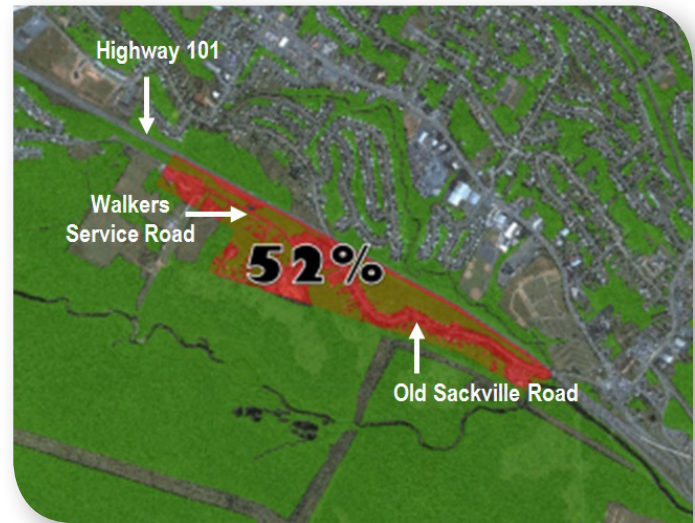 Highway 101
Walkers
Service Road
52%
Old Sackville Road